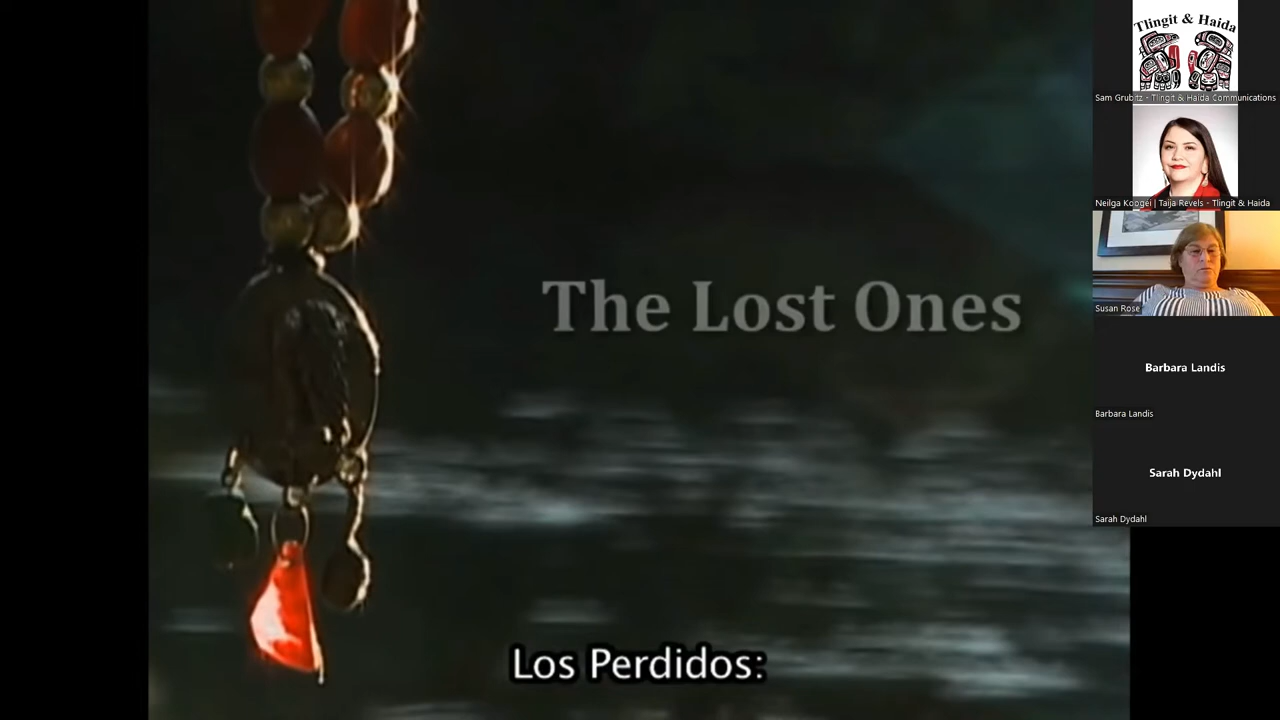 The Lost Ones
Los Perdidos:
Tlingit & Haida
Sam Grubitz - Tlingit & Haida Communications
Neilga Koogéi | Taija Revels - Tlingit & Haida
Susan Rose
Barbara Landis
Barbara Landis
Sarah Dydahl
Sarah Dydahl